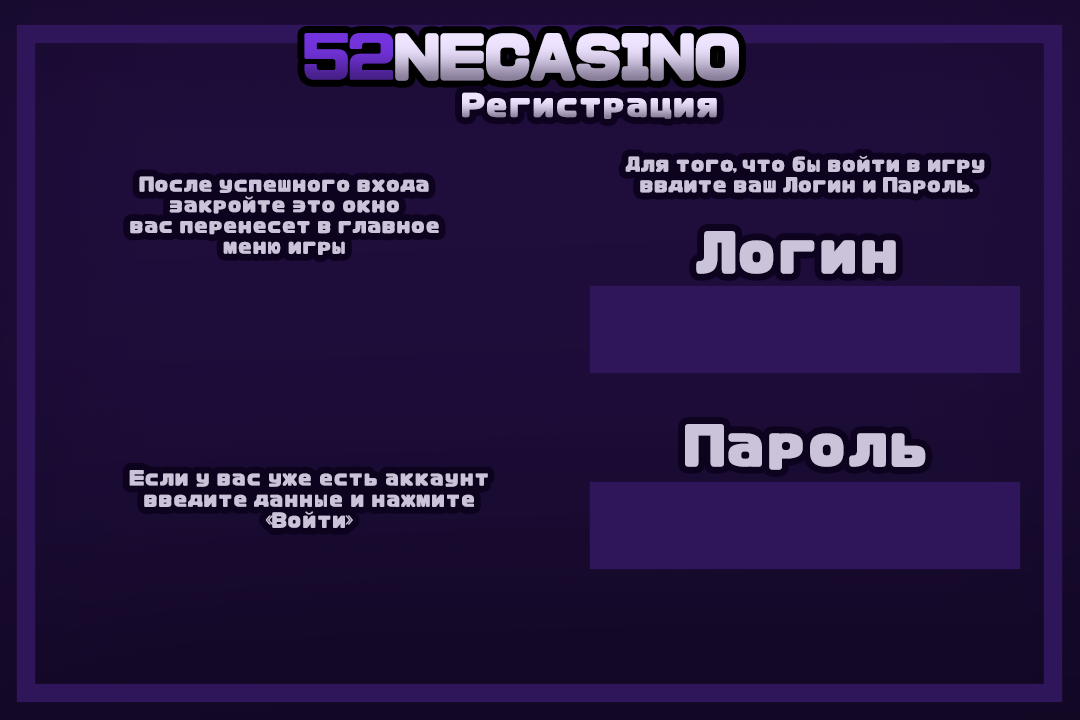 52NECASINO
Регистрация
После успешного входа
закройте это окно
вас перенесет в главное
меню игры
Если у вас уже есть аккаунт
введите данные и нажмите
«Войти»
Для того, что бы войти в игру
ввдите ваш Логин и Пароль.
Логин
Пароль